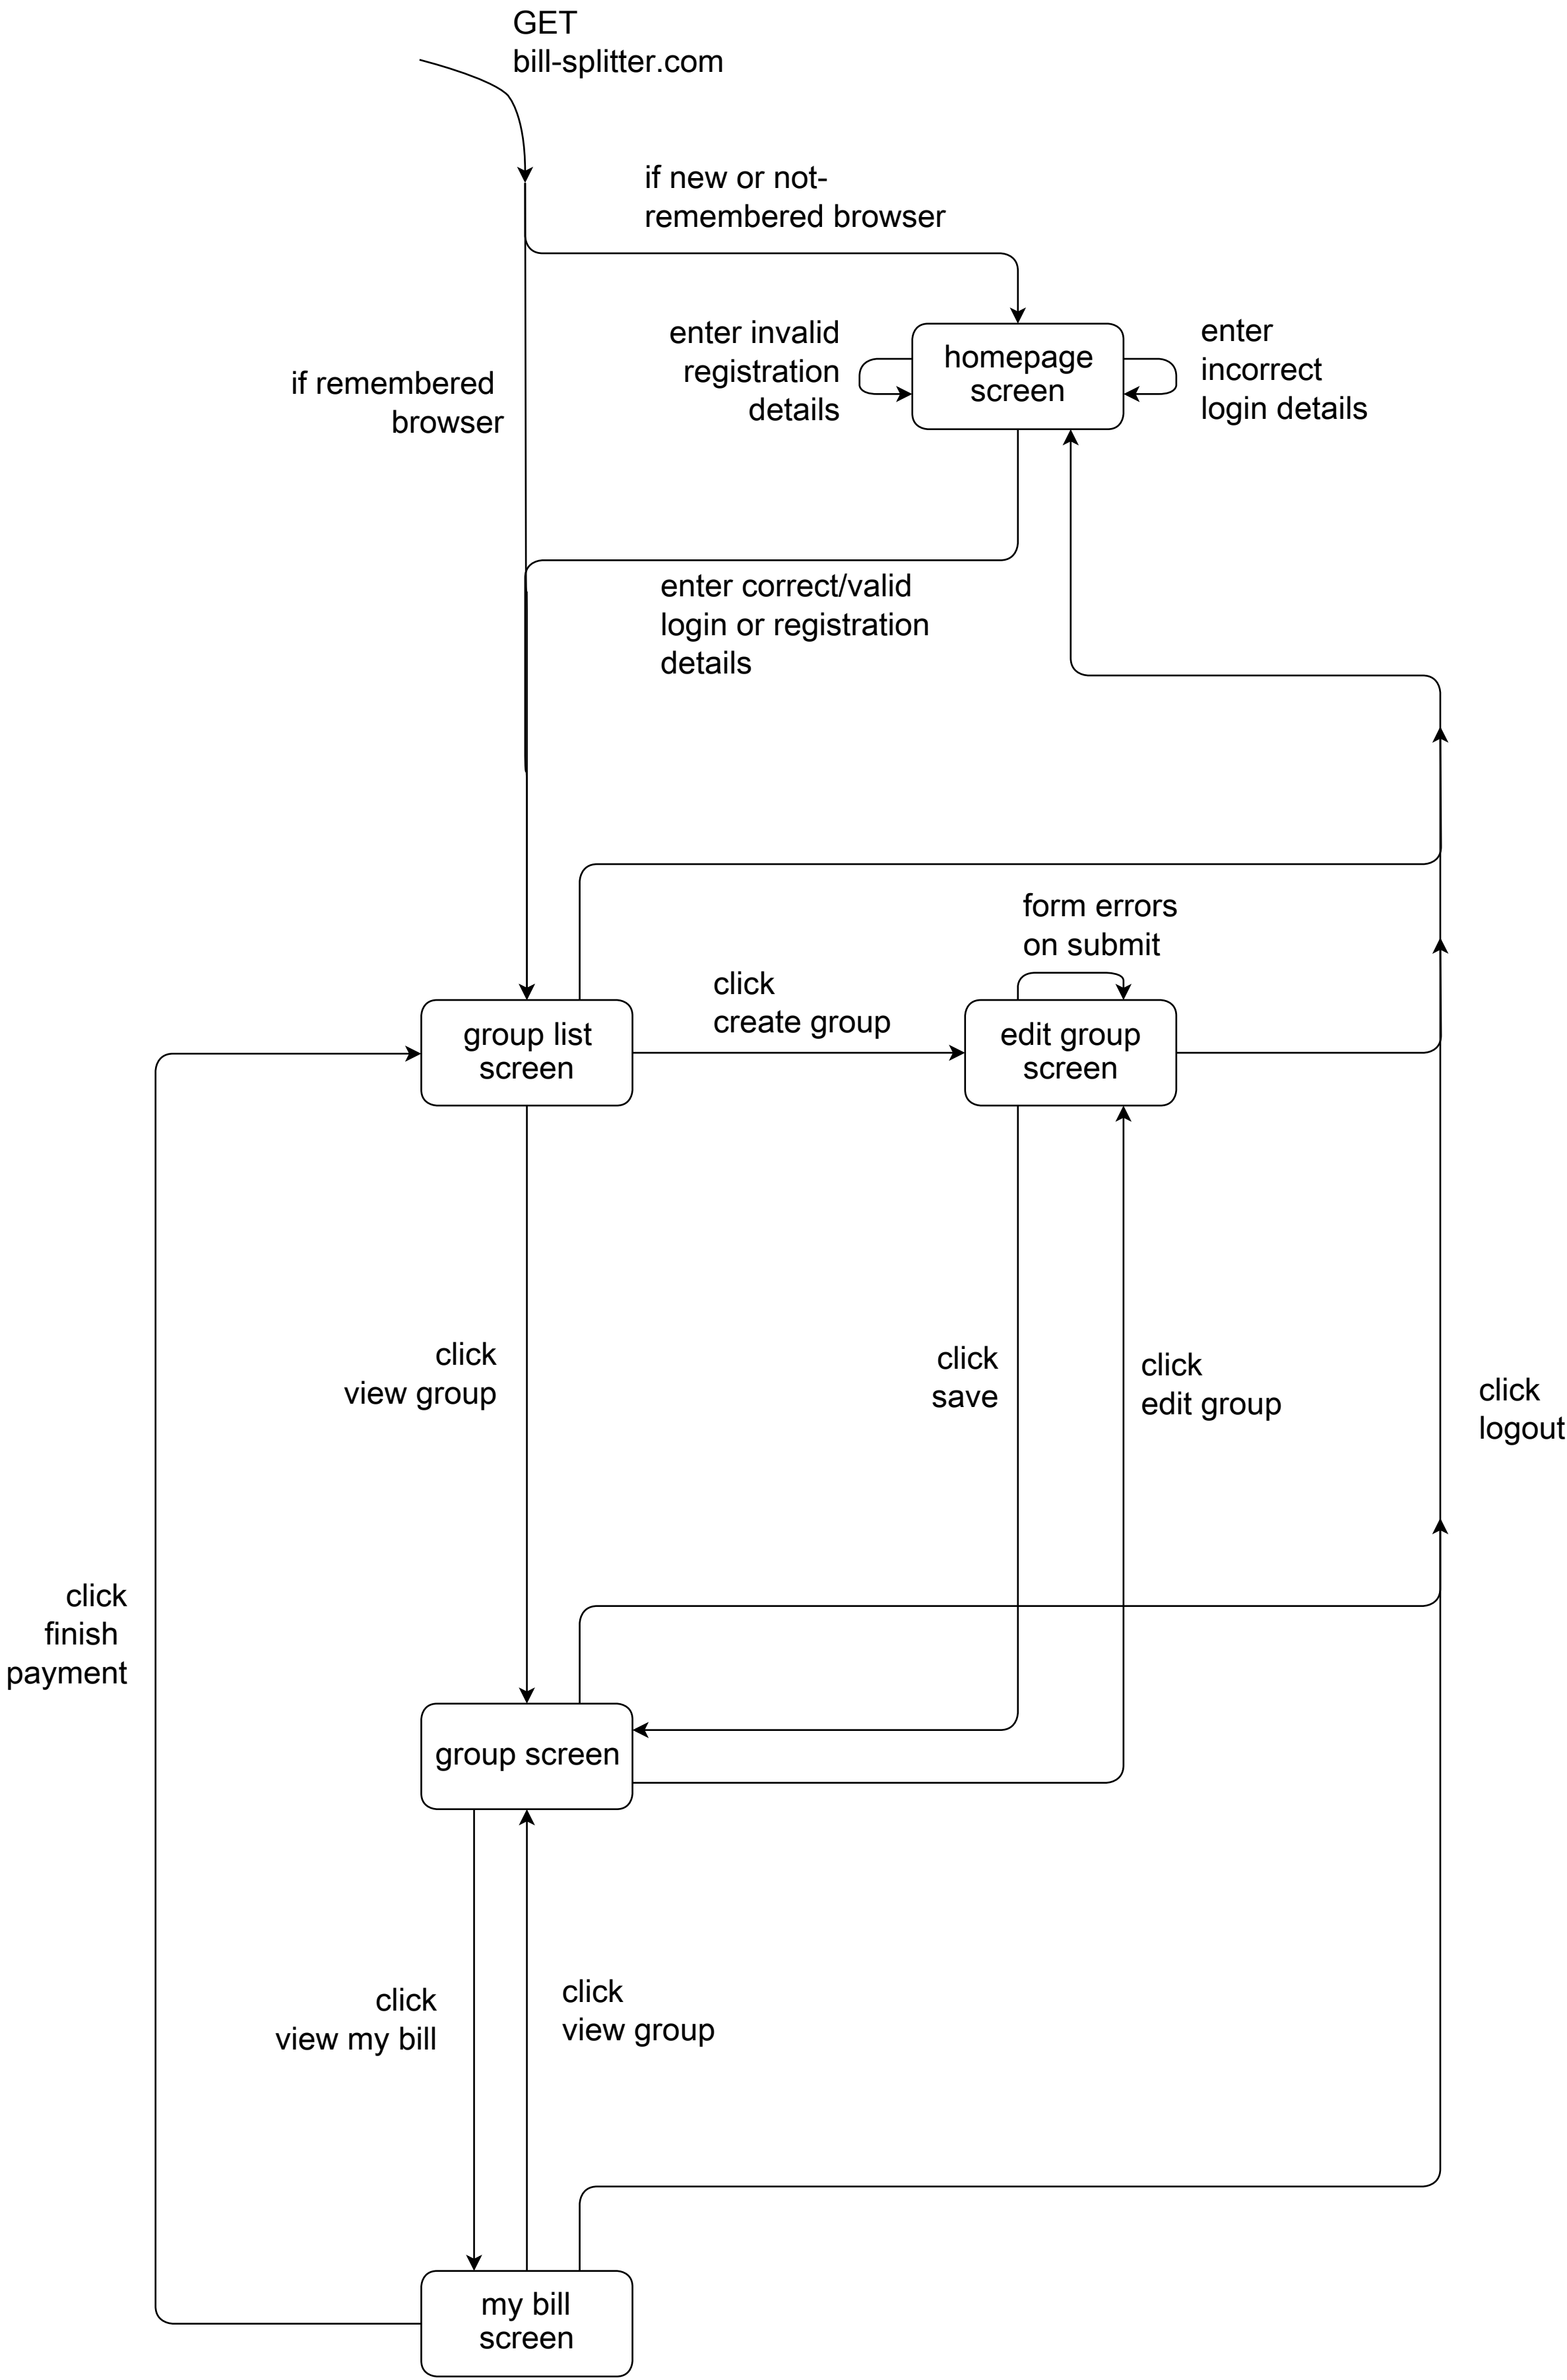 GET
bill-splitter.com
if new or not-
remembered browser
enter invalid
registration
details
homepage
screen
enter
incorrect
login details
if remembered
browser
enter correct/valid
login or registration
details
form errors
on submit
click
create group
group list
screen
edit group
screen
click
view group
click
save
click
edit group
click
logout
click
finish
payment
group screen
click
view my bill
click
view group
my bill
screen